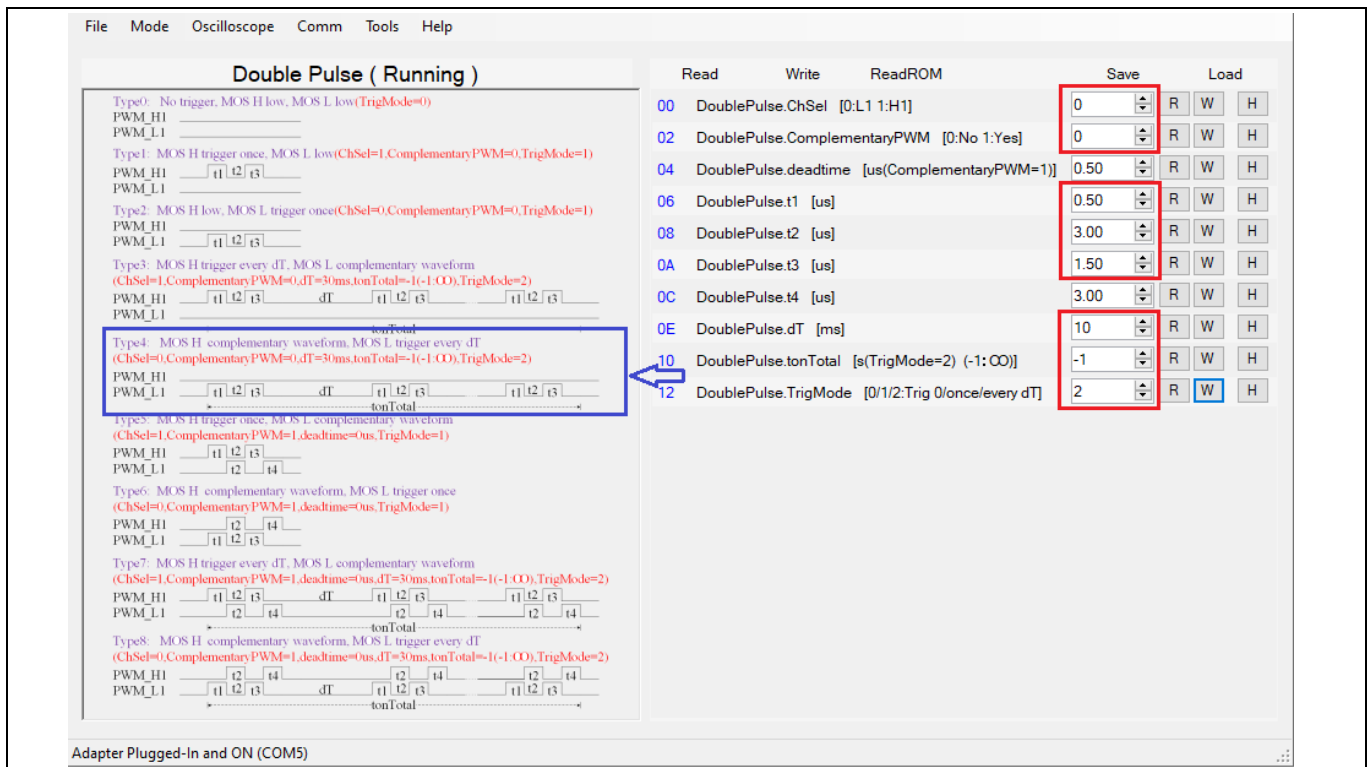 File Mode Oscilloscope Comm Tools Help
Double Pulse ( Running )
Type0: No trigger, MOS H low, MOS L low(TrigMode=0)
PWM_H1
PWM_L1
Type1: MOS H trigger once, MOS L low(ChSel=1,ComplementaryPWM=0,TrigMode=1)
PWM_H1 t1 t2 t3
PWM_L1
Type2: MOS H low, MOS L trigger once(ChSel=0,ComplementaryPWM=0,TrigMode=1)
PWM_H1
PWM_L1 t1 t2 t3
Type3: MOS H trigger every dT, MOS L complementary waveform
(ChSel=1,ComplementaryPWM=0,dT=30ms,tonTotal=-1(-1:OO),TrigMode=2)
PWM_H1 t1 t2 t3 dT t1 t2 t3 t1 t2 t3
PWM_L1
tonTotal
Type4: MOS H complementary waveform, MOS L trigger every dT
(ChSel=0,ComplementaryPWM=0,dT=30ms,tonTotal=-1(-1:OO),TrigMode=2)
PWM_H1
PWM_L1 t1 t2 t3 dT t1 t2 t3 t1 t2 t3
tonTotal
Type5: MOS H trigger once, MOS L complementary waveform
(ChSel=1,ComplementaryPWM=1,deadtime=0us,TrigMode=1)
PWM_H1 t1 t2 t3
PWM_L1 t2 t4
Type6: MOS H complementary waveform, MOS L trigger once
(ChSel=0,ComplementaryPWM=1,deadtime=0us,TrigMode=1)
PWM_H1 t2 t4
PWM_L1 t1 t2 t3
Type7: MOS H trigger every dT, MOS L complementary waveform
(ChSel=1,ComplementaryPWM=1,deadtime=0us,dT=30ms,tonTotal=-1(-1:OO),TrigMode=2)
PWM_H1 t1 t2 t3 dT t1 t2 t3 t1 t2 t3
PWM_L1 t2 t4 t2 t4 t2 t4
tonTotal
Type8: MOS H complementary waveform, MOS L trigger every dT
(ChSel=0,ComplementaryPWM=1,deadtime=0us,dT=30ms,tonTotal=-1(-1:OO),TrigMode=2)
PWM_H1 t2 t4 t2 t4 t2 t4
PWM_L1 t1 t2 t3 dT t1 t2 t3 t1 t2 t3
tonTotal
Read Write ReadROM Save Load
00 DoublePulse.ChSel [0:L1 1:H1] 0 R W H
02 DoublePulse.ComplementaryPWM [0:No 1:Yes] 0 R W H
04 DoublePulse.deadtime [us(ComplementaryPWM=1)] 0.50 R W H
06 DoublePulse.t1 [us] 0.50 R W H
08 DoublePulse.t2 [us] 3.00 R W H
0A DoublePulse.t3 [us] 1.50 R W H
0C DoublePulse.t4 [us] 3.00 R W H
0E DoublePulse.dT [ms] 10 R W H
10 DoublePulse.tonTotal [s(TrigMode=2) (-1:OO)] -1 R W H
12 DoublePulse.TrigMode [0/1/2:Trig 0/once/every dT] 2 R W H
Adapter Plugged-In and ON (COM5)